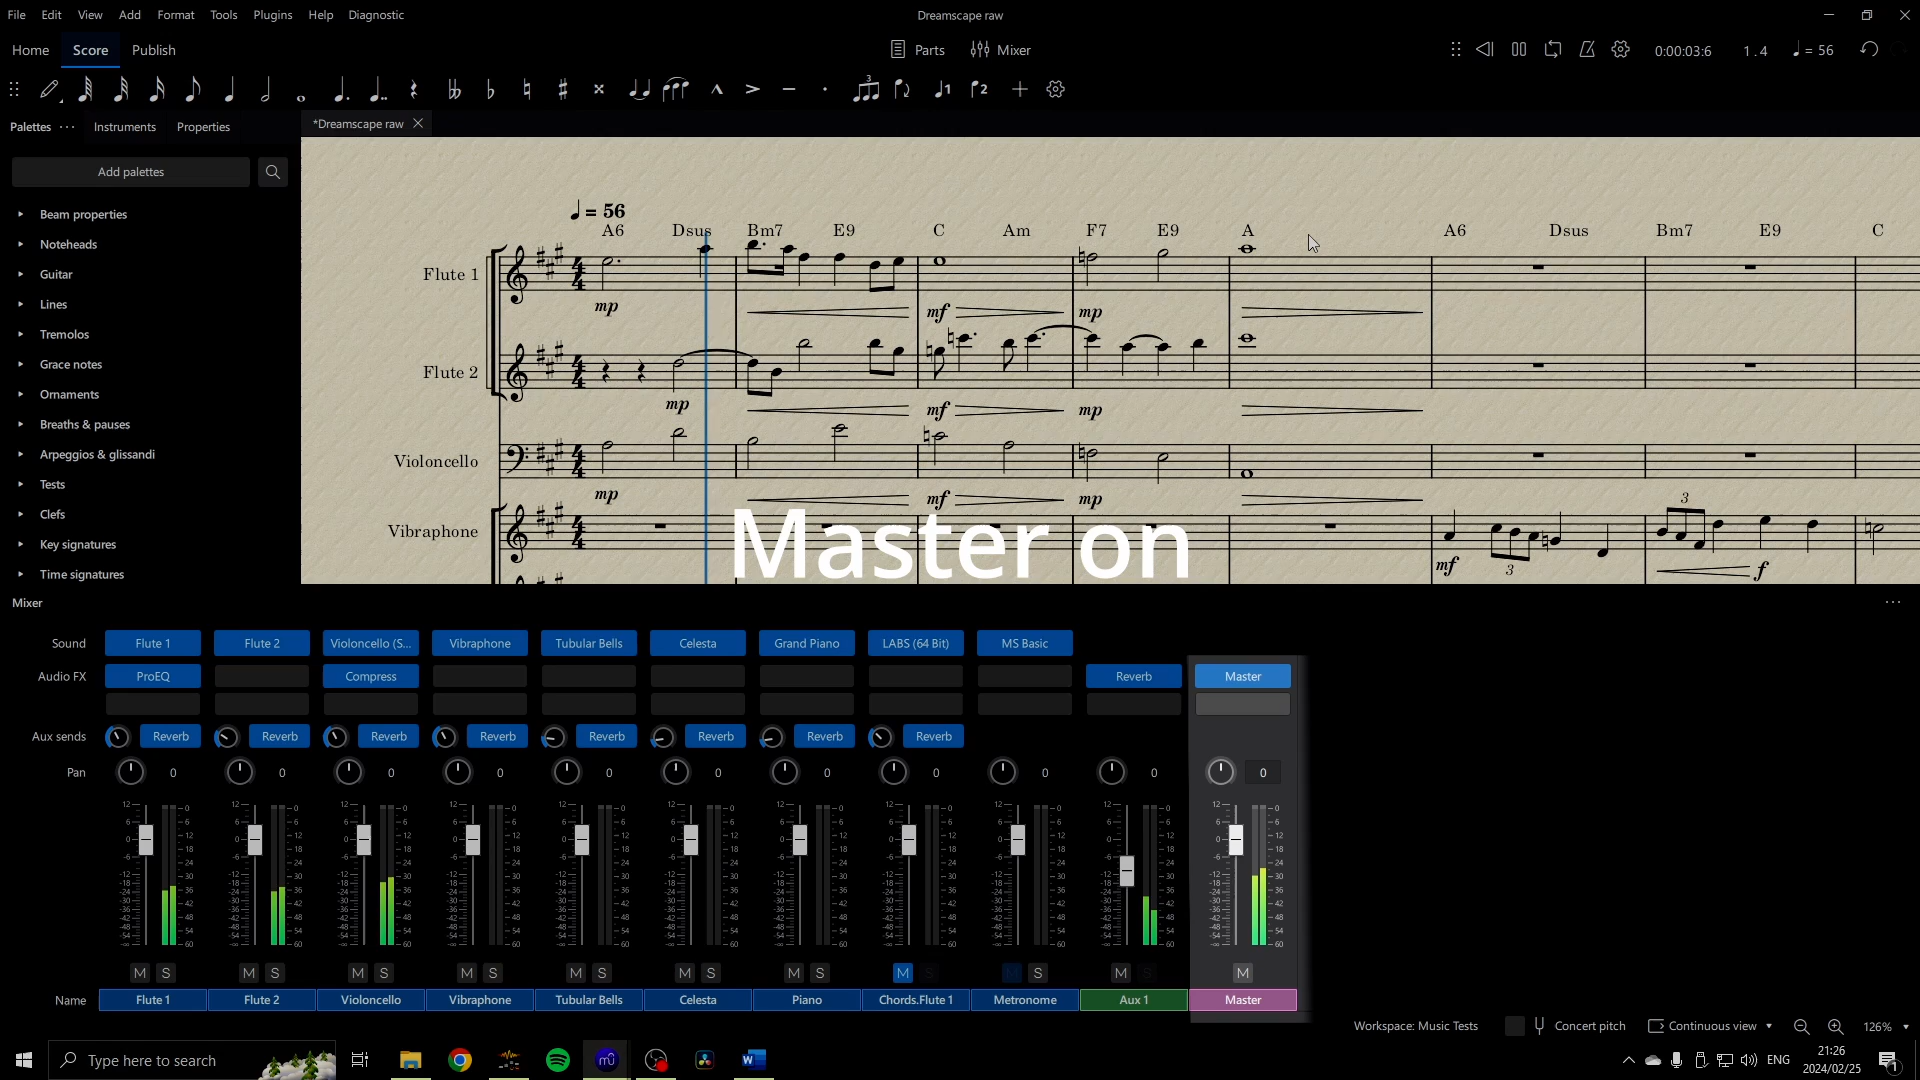 File Edit View Add Format Tools Plugins Help Diagnostic
Dreamscape raw
Home Score Publish
Parts Mixer
0:00:03:6 1 . 4 = 56
3
1 2
Palettes Instruments Properties
*Dreamscape raw
Add palettes
Beam properties
Noteheads
Guitar
Lines
Tremolos
Grace notes
Ornaments
Breaths & pauses
Arpeggios & glissandi
Tests
Clefs
Key signatures
Time signatures
= 56
A6 Dsus Bm7 E9 C Am F7 E9 A A6 Dsus Bm7 E9 C
Flute 1
mp mf mp
Flute 2
mp mf mp
Violoncello
mp mf mp
Vibraphone
3
mf 3 f
Master on
Mixer
Sound Flute 1 Flute 2 Violoncello (S... Vibraphone Tubular Bells Celesta Grand Piano LABS (64 Bit) MS Basic
Audio FX ProEQ Compress Reverb Master
Aux sends Reverb Reverb Reverb Reverb Reverb Reverb Reverb Reverb
Pan 0 0 0 0 0 0 0 0 0 0 0
M S M S M S M S M S M S M S M S M S M S M
Name Flute 1 Flute 2 Violoncello Vibraphone Tubular Bells Celesta Piano Chords.Flute 1 Metronome Aux 1 Master
Workspace: Music Tests Concert pitch Continuous view 126%
Type here to search
ENG
21:26
2024/02/25
1